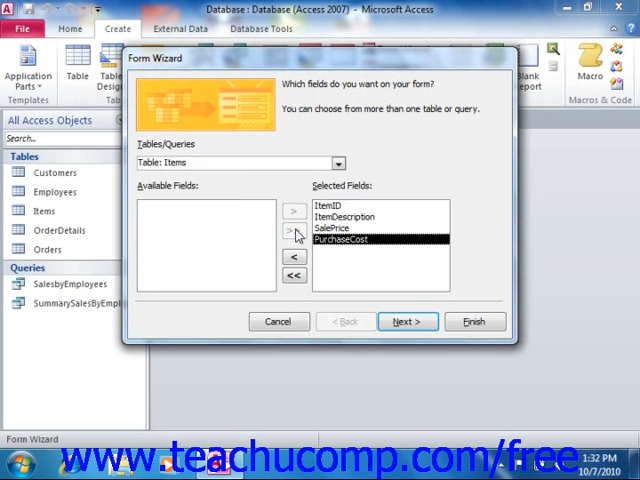 Database : Database (Access 2007) - Microsoft Access
File Home Create External Data Database Tools
Application Parts
Table
Table Design
Blank
Macro
Templates
Macros & Code
All Access Objects
Search...
Tables
Customers
Employees
Items
OrderDetails
Orders
Queries
SalesbyEmployees
Form Wizard
Which fields do you want on your form?
You can choose from more than one table or query.
Tables/Queries
Table: Items
Available Fields:
Selected Fields:
ItemID
ItemDescription
SalePrice
PurchaseCost
>
>>
<
<<
Cancel < Back Next > Finish
Form Wizard
www.teachucomp.com/free
1:32 PM
10/7/2010